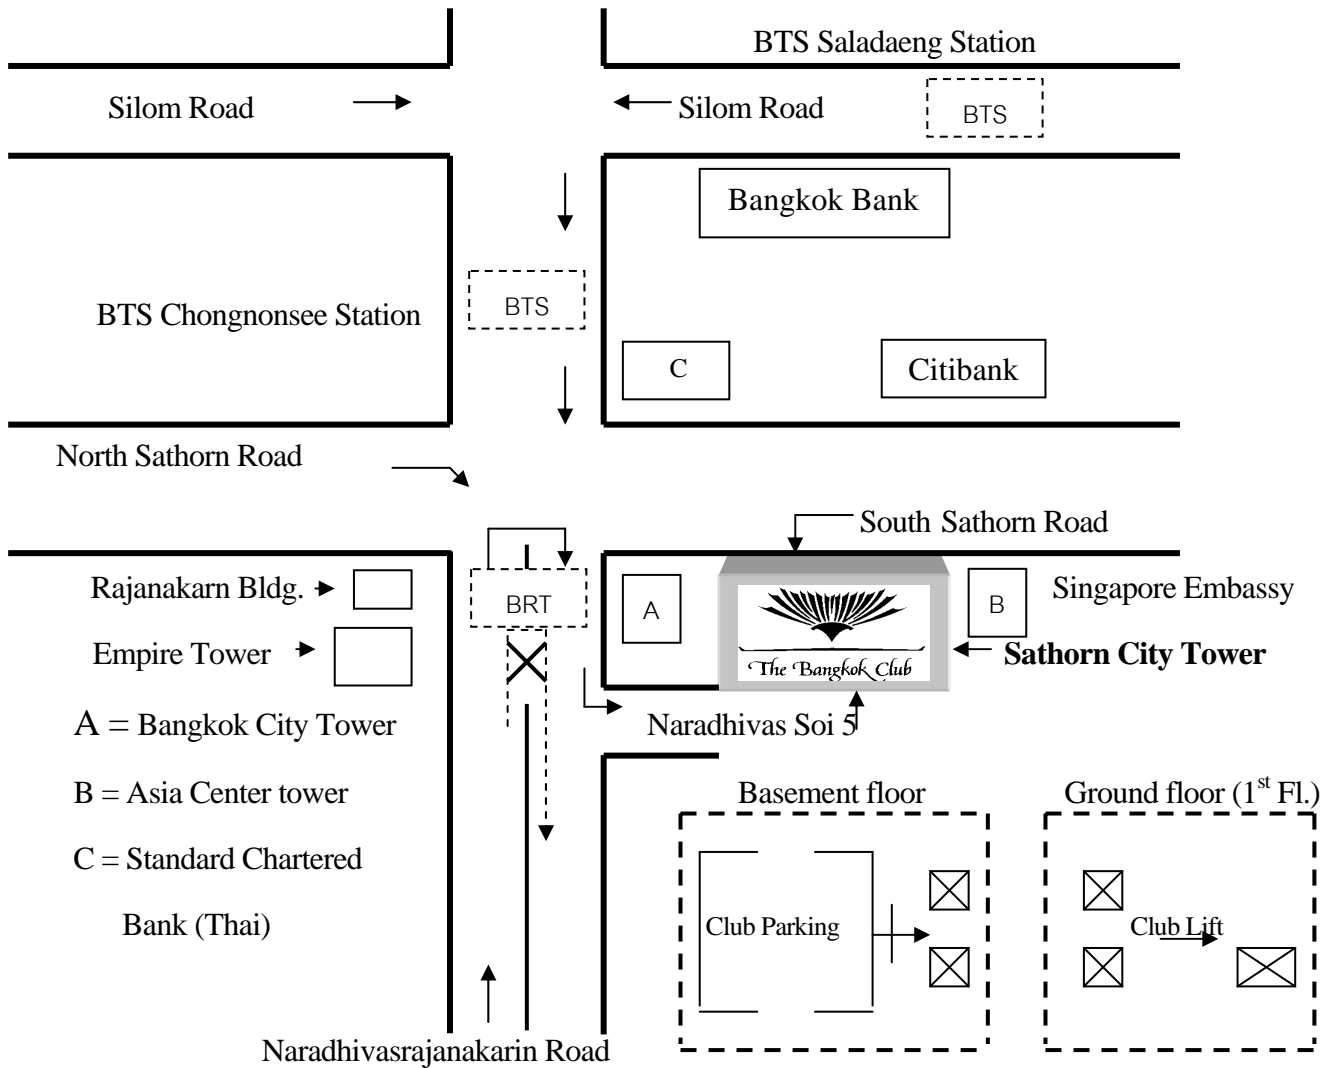 BTS Saladaeng Station
Silom Road
Silom Road
BTS
Bangkok Bank
BTS Chongnonsee Station
BTS
C
Citibank
North Sathorn Road
South Sathorn Road
Rajanakarn Bldg.
BRT
A
B
Singapore Embassy
Empire Tower
The Bangkok Club
Sathorn City Tower
A = Bangkok City Tower
Naradhivas Soi 5
B = Asia Center tower
Basement floor
Ground floor (1st Fl.)
C = Standard Chartered
Bank (Thai)
Club Parking
Club Lift
Naradhivasrajanakarin Road